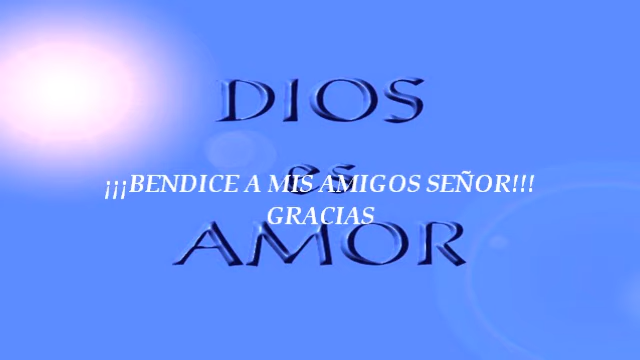 DIOS
es
¡¡¡BENDICE A MIS AMIGOS SEÑOR!!!
GRACIAS
AMOR